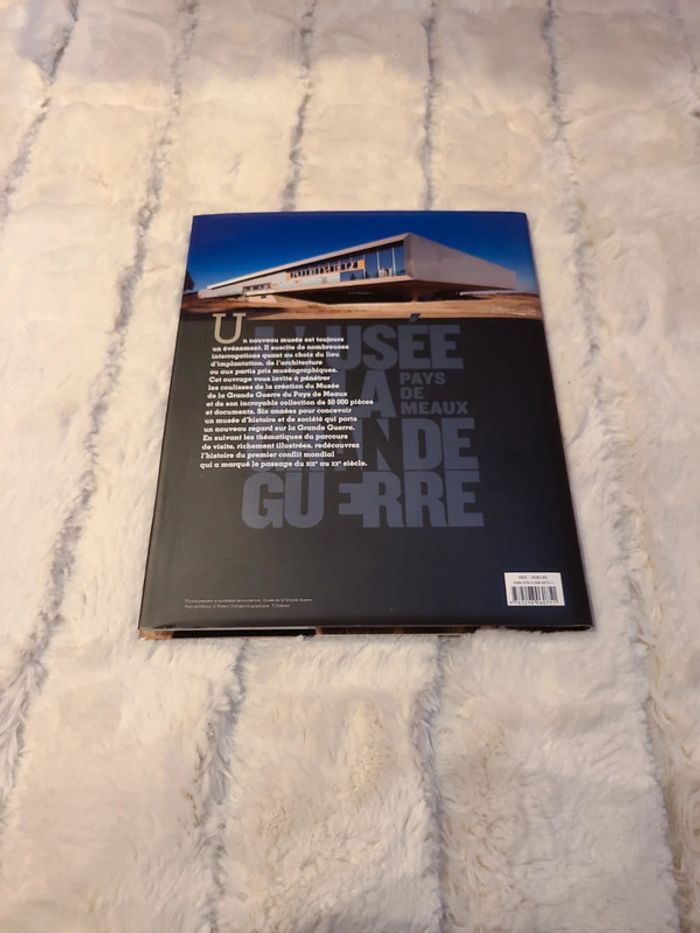 Un nouveau musée est toujours
un événement. Il suscite de nombreuses
interrogations quant au choix du lieu
d'implantation, de l'architecture
ou aux partis pris muséographiques.
Cet ouvrage vous invite à pénétrer
les coulisses de la création du Musée
de la Grande Guerre du Pays de Meaux
et de son incroyable collection de 50 000 pièces
et documents. Six années pour concevoir
un musée d'histoire et de société qui porte
un nouveau regard sur la Grande Guerre.
En suivant les thématiques du parcours
de visite, richement illustrées, redécouvrez
l'histoire du premier conflit mondial
qui a marqué le passage du XIXe au XXe siècle.
USÉE
PAYS
DE
MEAUX
NDE
GUERRE